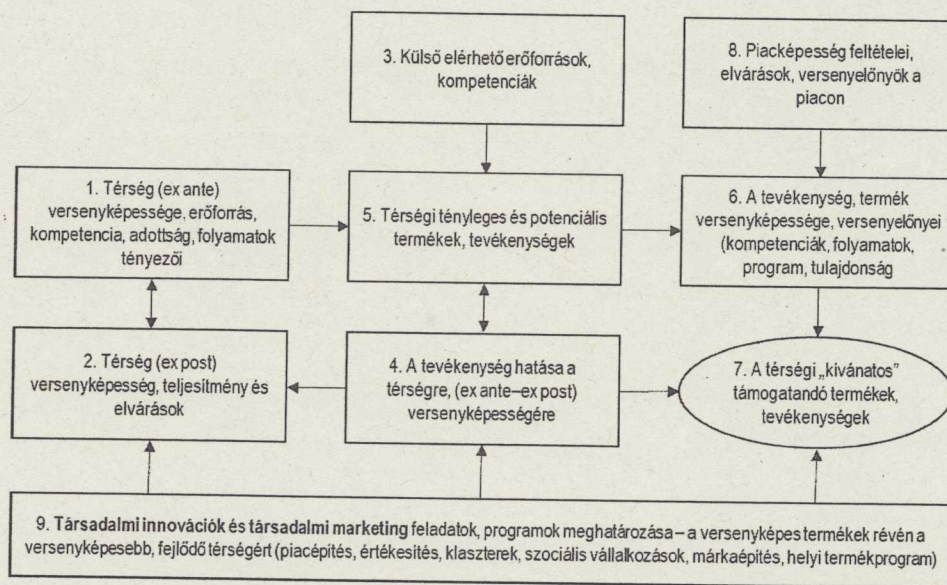 3. Külső elérhető erőforrások,
kompetenciák
8. Piacképesség feltételei,
elvárások, versenyelőnyök a
piacon
1. Térség (ex ante)
versenyképessége, erőforrás,
kompetencia, adottság, folyamatok
tényezői
5. Térségi tényleges és potenciális
termékek, tevékenységek
6. A tevékenység, termék
versenyképessége, versenyelőnyei
(kompetenciák, folyamatok,
program, tulajdonság
2. Térség (ex post)
versenyképesség, teljesítmény és
elvárások
4. A tevékenység hatása a
térségre, (ex ante–ex post)
versenyképességére
7. A térségi „kívánatos”
támogatandó termékek,
tevékenységek
9. Társadalmi innovációk és társadalmi marketing feladatok, programok meghatározása – a versenyképes termékek révén a
versenyképesebb, fejlődő térségért (piacépítés, értékesítés, klaszterek, szociális vállalkozások, márkaépítés, helyi termékprogram)